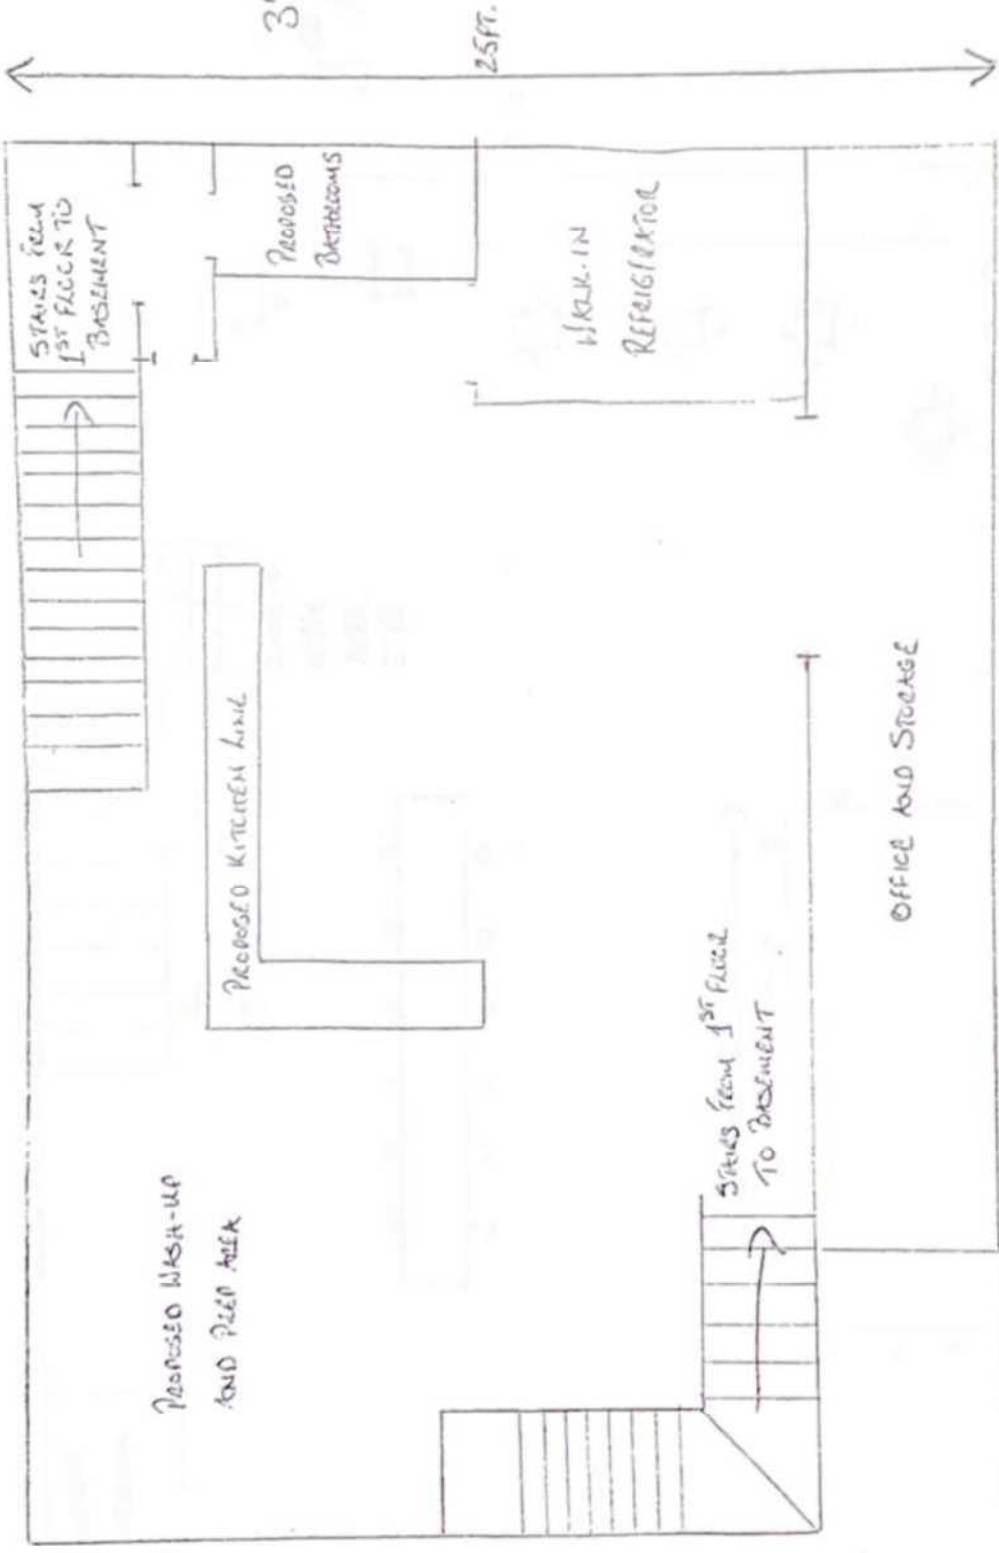 STAIRS FROM
1ST FLOOR TO
BASEMENT
PROPOSED
BATHROOMS
WALK-IN
REFRIGERATOR
25FT.
PROPOSED KITCHEN LINE
PROPOSED WASH-UP
AND PREP AREA
STAIRS FROM 1ST FLOOR
TO BASEMENT
OFFICE AND STORAGE